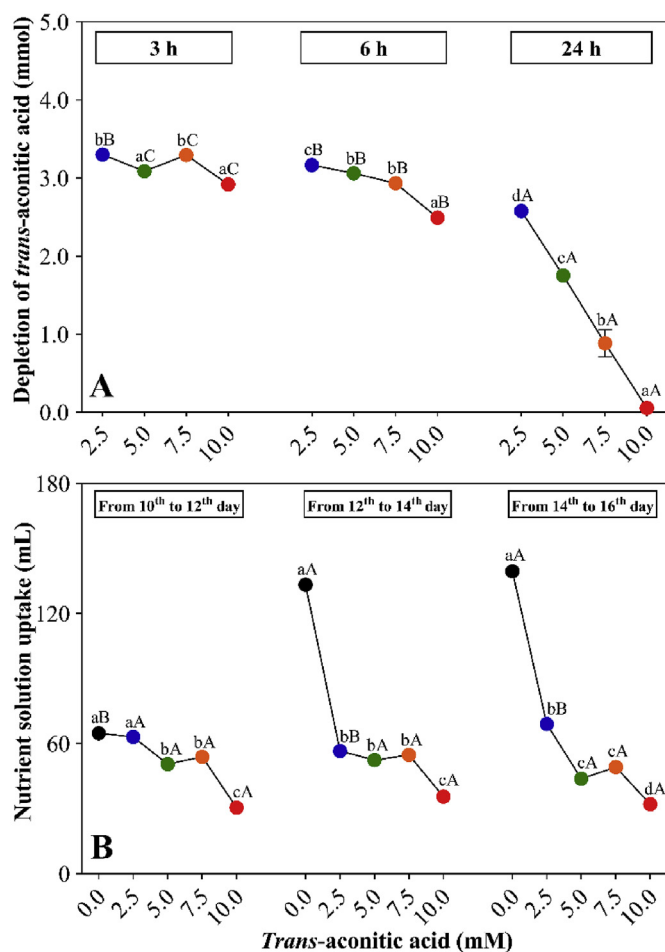 A
Depletion of trans-aconitic acid (mmol)
5.0
4.0
3.0
2.0
1.0
0.0
3 h
6 h
24 h
bB
aC
bC
aC
cB
bB
bB
aB
dA
cA
bA
aA
2.5
5.0
7.5
10.0
2.5
5.0
7.5
10.0
2.5
5.0
7.5
10.0
B
Nutrient solution uptake (mL)
180
120
60
0
From 10th to 12th day
From 12th to 14th day
From 14th to 16th day
aB
aA
bA
bA
cA
aA
bB
bA
bA
cA
aA
bB
cA
cA
dA
0.0
2.5
5.0
7.5
10.0
0.0
2.5
5.0
7.5
10.0
0.0
2.5
5.0
7.5
10.0
Trans-aconitic acid (mM)